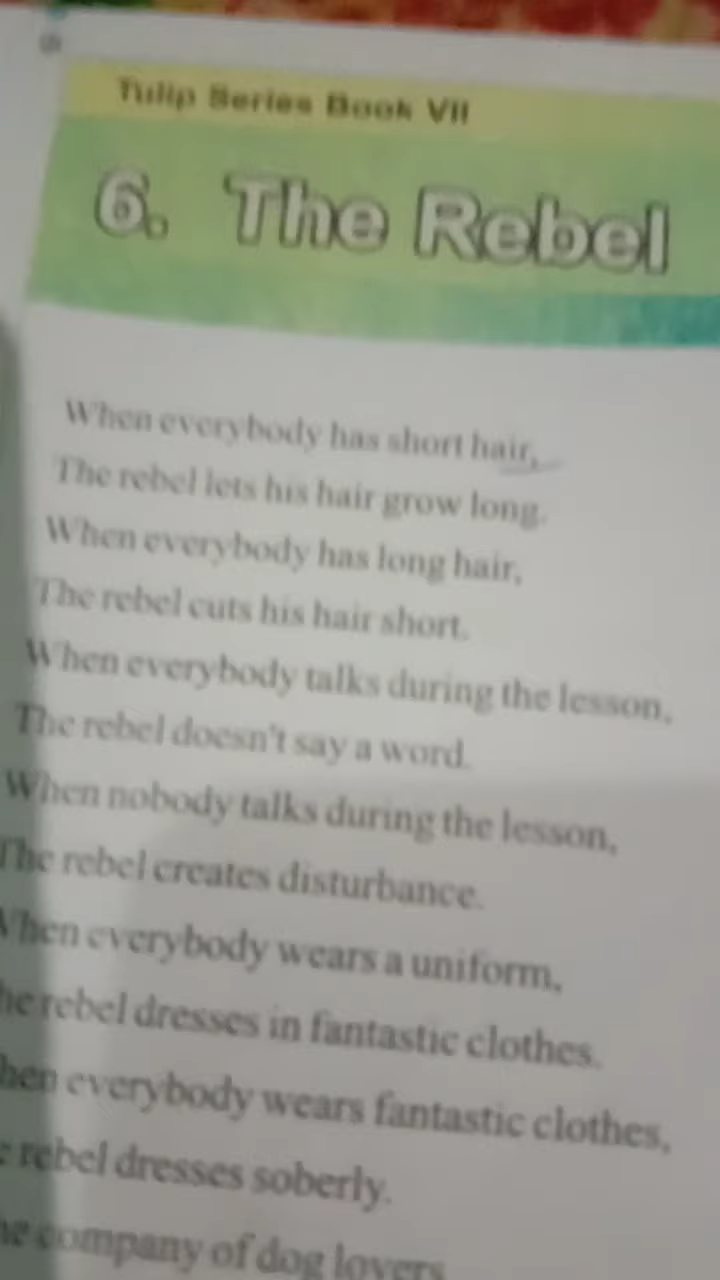 Tulip Series Book VII
6. The Rebel
When everybody has short hair,
The rebel lets his hair grow long.
When everybody has long hair,
The rebel cuts his hair short.
When everybody talks during the lesson,
The rebel doesn't say a word.
When nobody talks during the lesson,
The rebel creates disturbance.
When everybody wears a uniform,
he rebel dresses in fantastic clothes.
hen everybody wears fantastic clothes,
e rebel dresses soberly.
he company of dog lovers